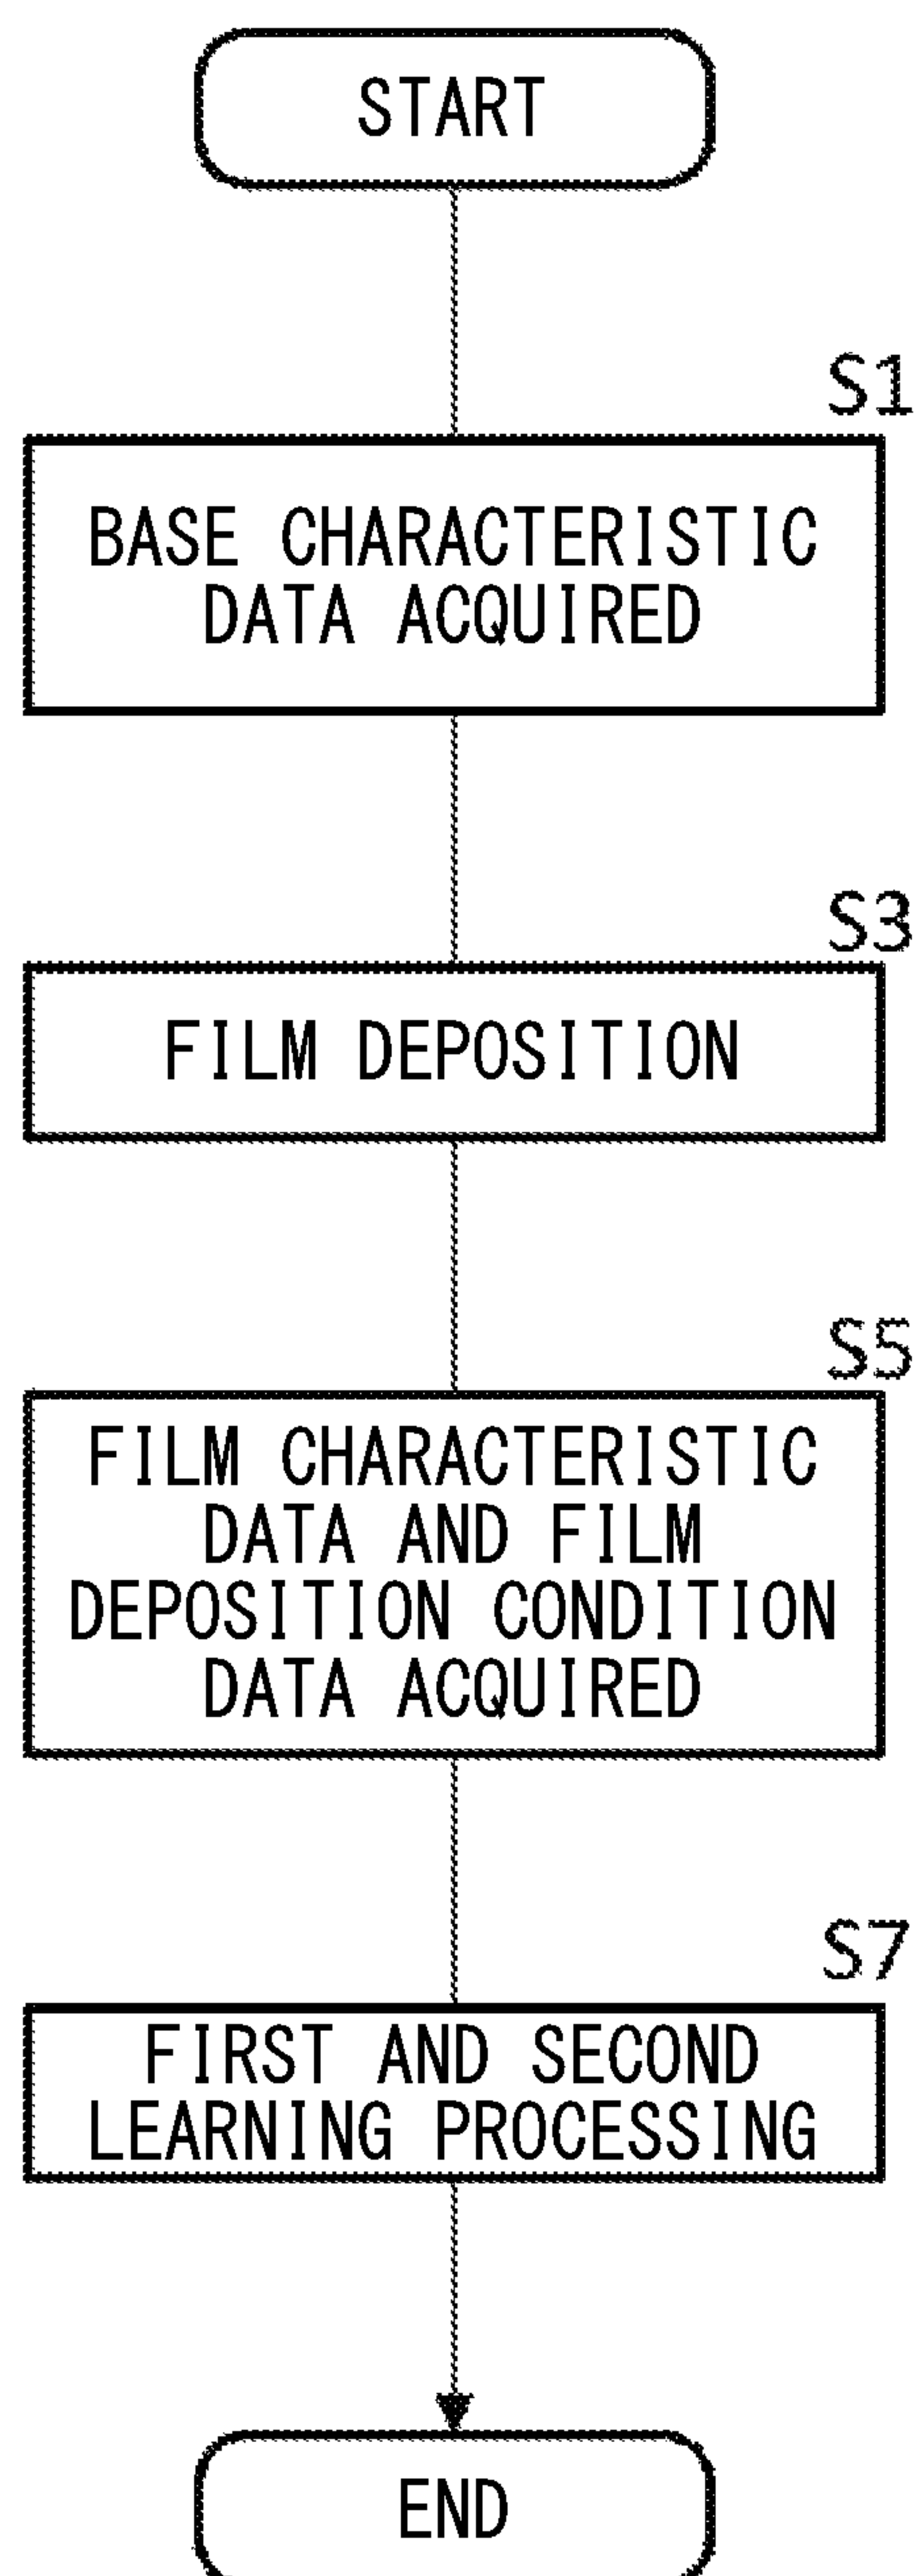 START
S1
BASE CHARACTERISTIC
DATA ACQUIRED
S3
FILM DEPOSITION
S5
FILM CHARACTERISTIC
DATA AND FILM
DEPOSITION CONDITION
DATA ACQUIRED
S7
FIRST AND SECOND
LEARNING PROCESSING
END